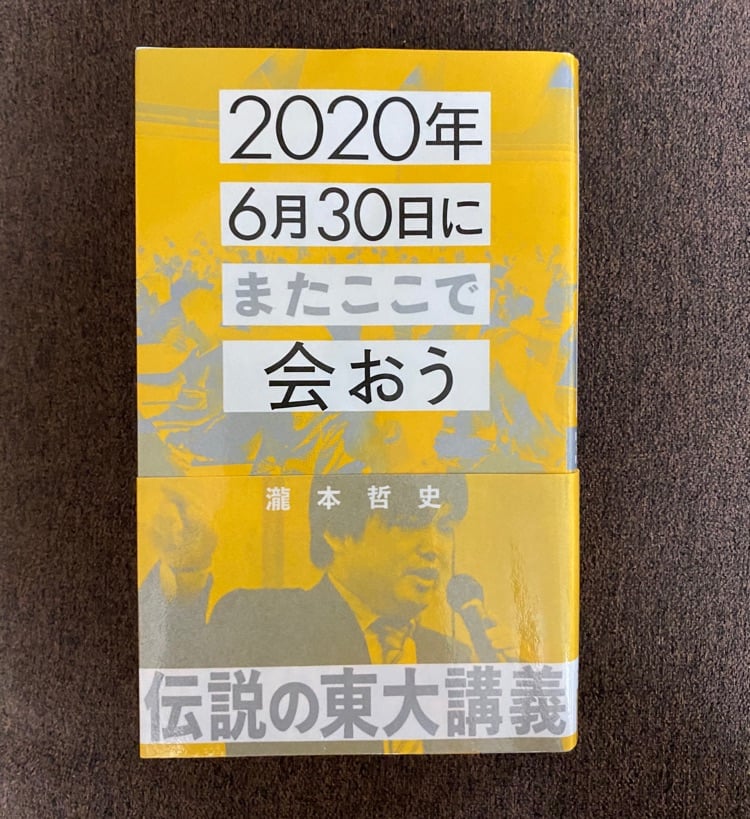 2020年
6月30日に
またここで
会おう
瀧本哲史
伝説の東大講義